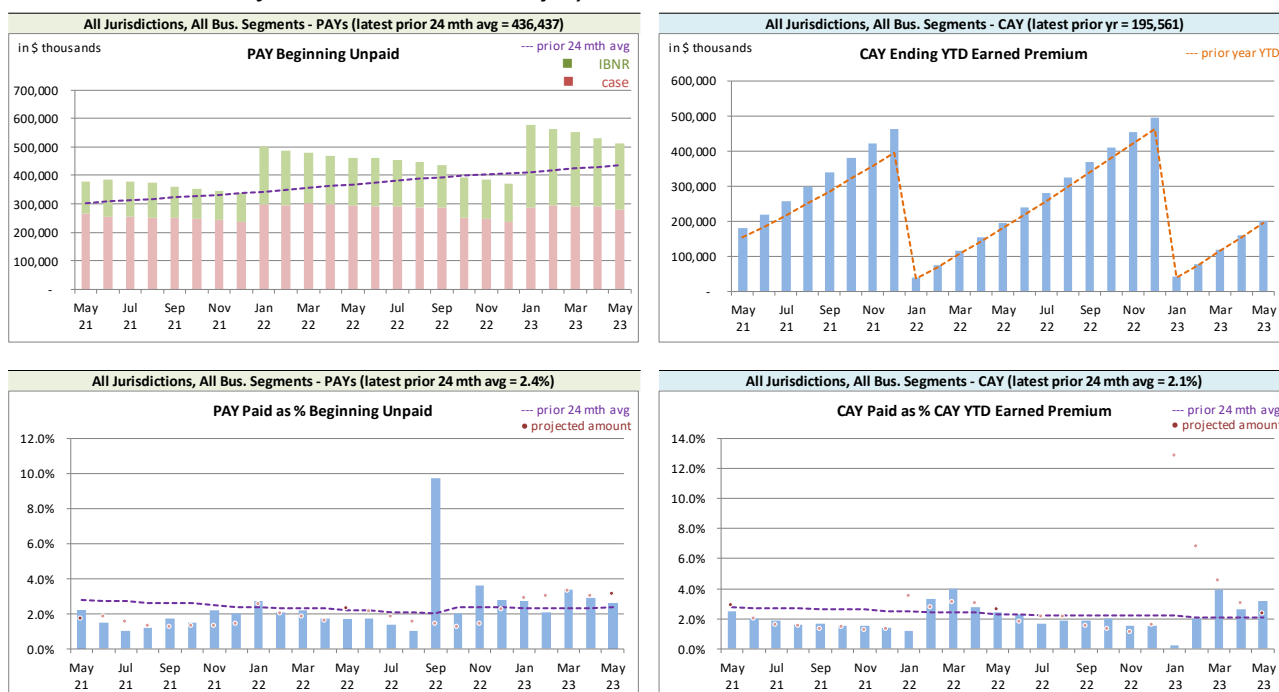 All Jurisdictions, All Bus. Segments - PAYs (latest prior 24 mth avg = 436,437)
in $ thousands
PAY Beginning Unpaid
--- prior 24 mth avg
IBNR
case
700,000
600,000
500,000
400,000
300,000
200,000
100,000
-
May Jul Sep Nov Jan Mar May Jul Sep Nov Jan Mar May
21 21 21 21 22 22 22 22 22 22 23 23 23
All Jurisdictions, All Bus. Segments - CAY (latest prior yr = 195,561)
in $ thousands
CAY Ending YTD Earned Premium
--- prior year YTD
600,000
500,000
400,000
300,000
200,000
100,000
-
May Jul Sep Nov Jan Mar May Jul Sep Nov Jan Mar May
21 21 21 21 22 22 22 22 22 22 23 23 23
All Jurisdictions, All Bus. Segments - PAYs (latest prior 24 mth avg = 2.4%)
PAY Paid as % Beginning Unpaid
--- prior 24 mth avg
• projected amount
12.0%
10.0%
8.0%
6.0%
4.0%
2.0%
0.0%
May Jul Sep Nov Jan Mar May Jul Sep Nov Jan Mar May
21 21 21 21 22 22 22 22 22 22 23 23 23
All Jurisdictions, All Bus. Segments - CAY (latest prior 24 mth avg = 2.1%)
CAY Paid as % CAY YTD Earned Premium
--- prior 24 mth avg
• projected amount
14.0%
12.0%
10.0%
8.0%
6.0%
4.0%
2.0%
0.0%
May Jul Sep Nov Jan Mar May Jul Sep Nov Jan Mar May
21 21 21 21 22 22 22 22 22 22 23 23 23